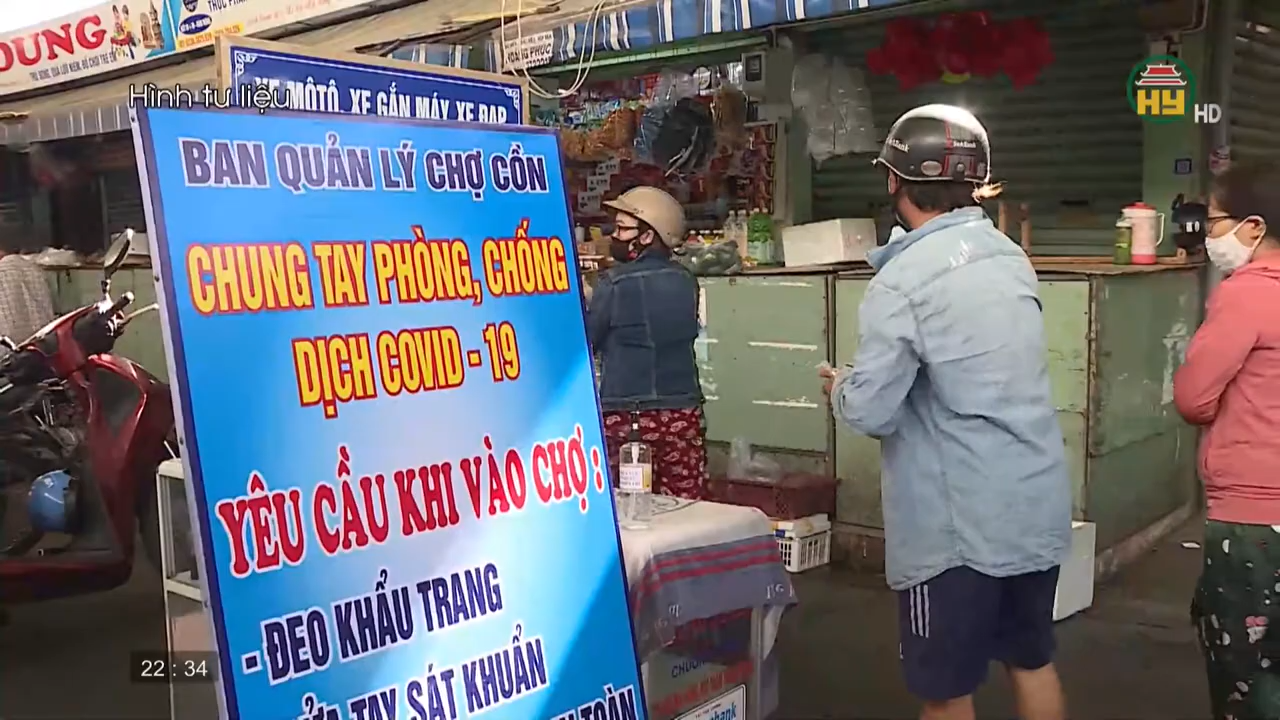 DUNG
Hình tư liệu
XE MÔTÔ, XE GẮN MÁY, XE ĐẠP
HY HD
BAN QUẢN LÝ CHỢ CỒN
CHUNG TAY PHÒNG, CHỐNG
DỊCH COVID - 19
YÊU CẦU KHI VÀO CHỢ :
- ĐEO KHẨU TRANG
RỬA TAY SÁT KHUẨN
TOÀN
22 : 34